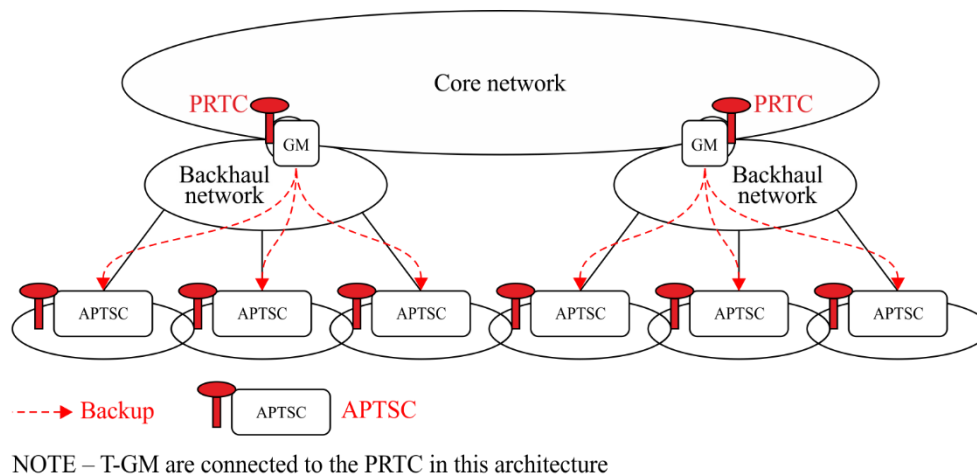 Core network
PRTC
PRTC
GM
GM
Backhaul
network
Backhaul
network
APTSC
APTSC
APTSC
APTSC
APTSC
APTSC
Backup
APTSC
APTSC
NOTE – T-GM are connected to the PRTC in this architecture